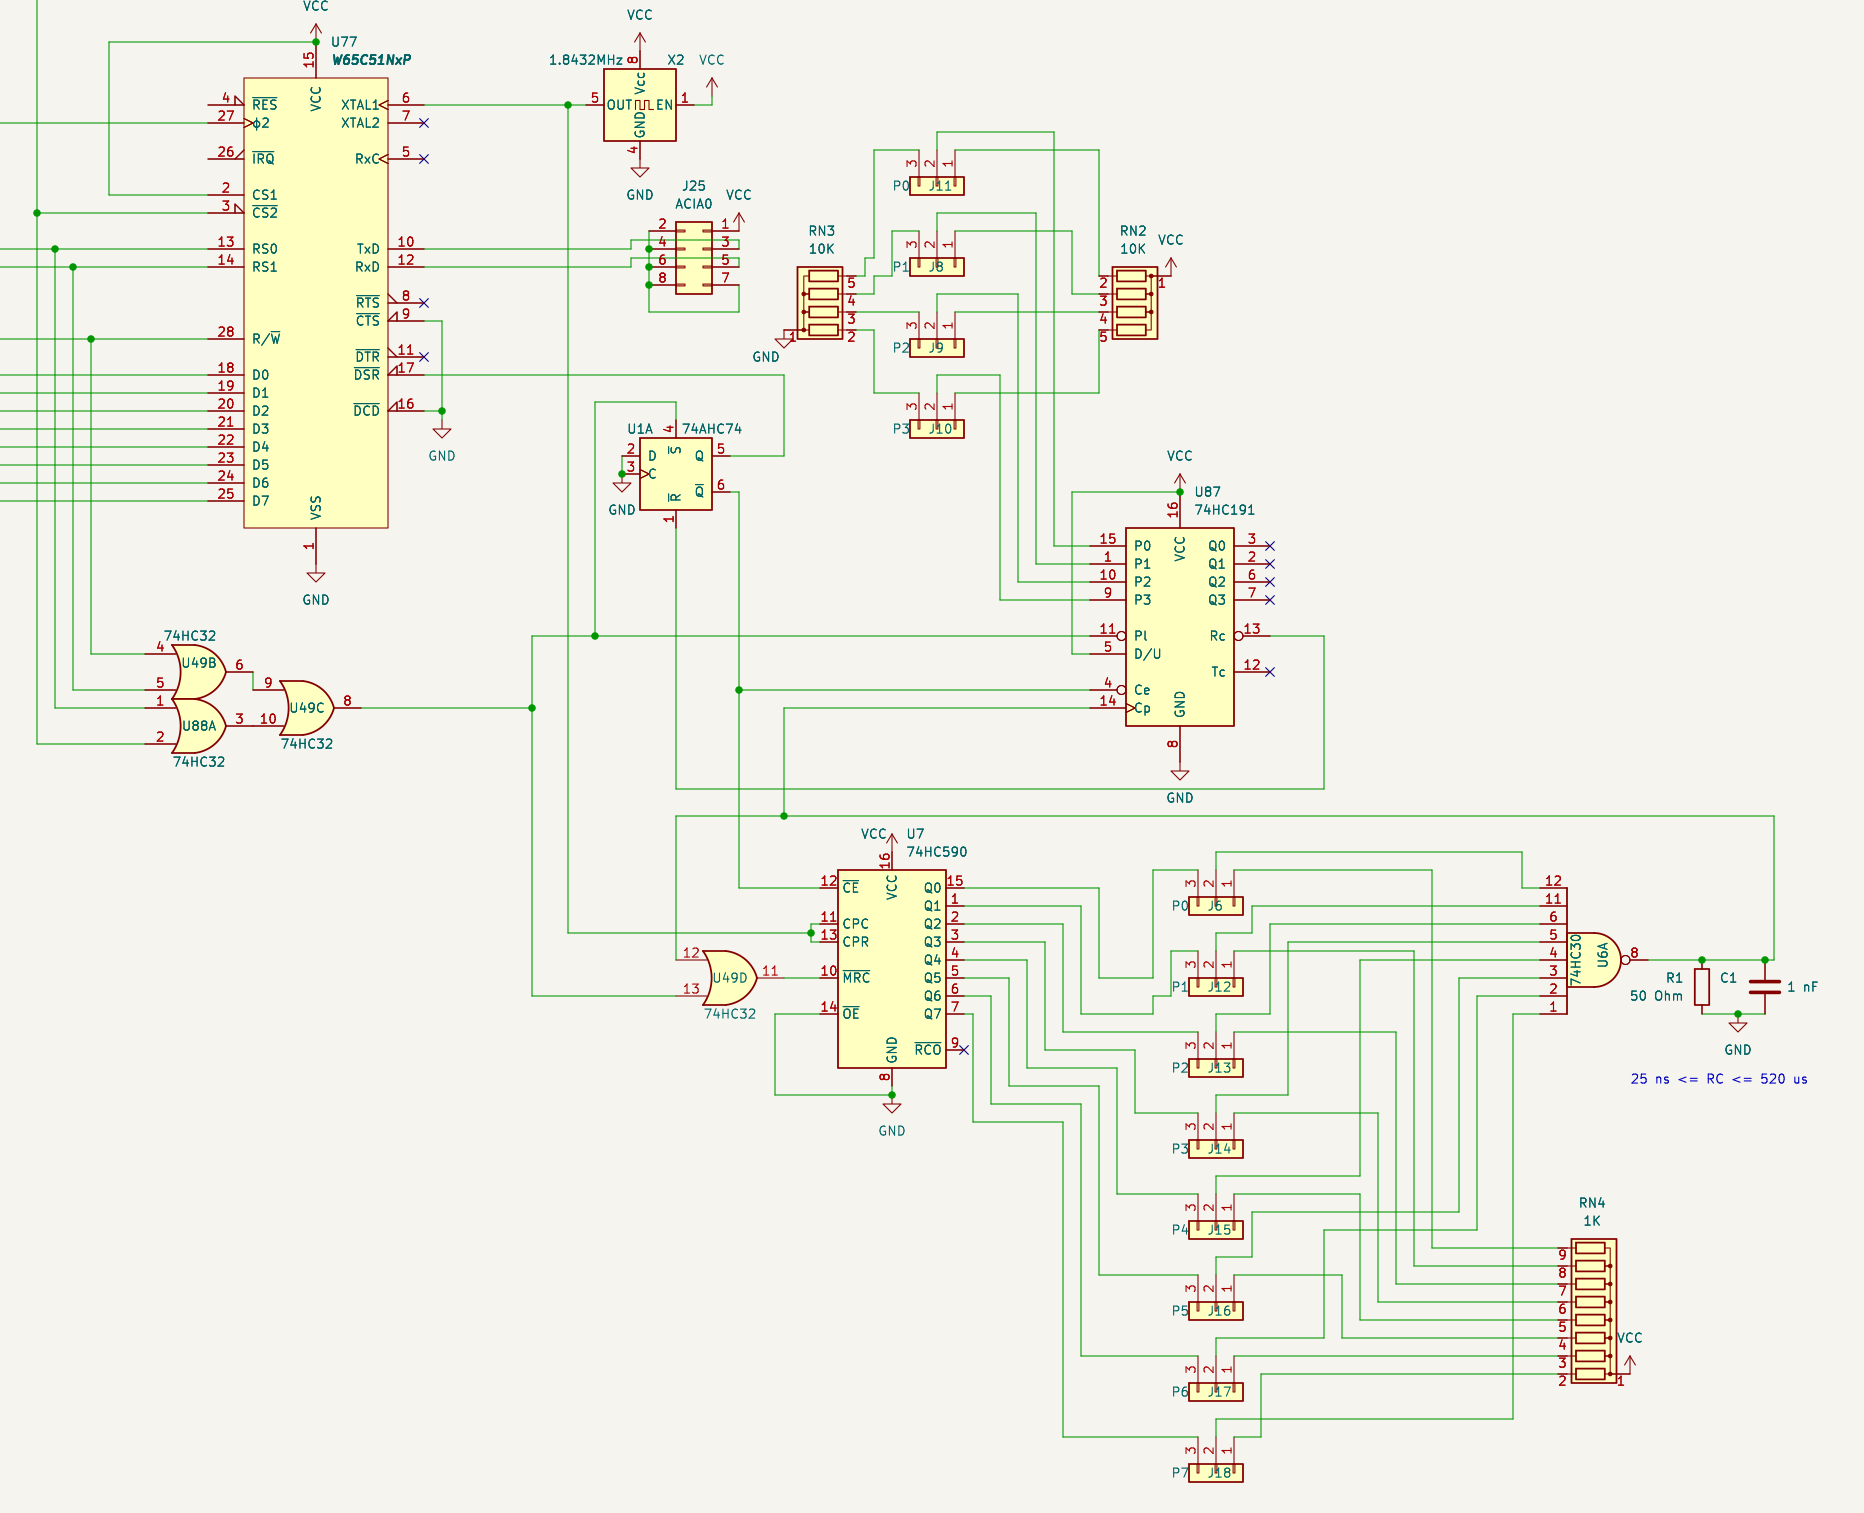 VCC
VCC
U77
W65C51NxP
15
VCC
4
RES
27
ϕ2
26
IRQ
2
CS1
3
CS2
13
RS0
14
RS1
28
R/W
18
D0
19
D1
20
D2
21
D3
22
D4
23
D5
24
D6
25
D7
XTAL1
6
XTAL2
7
RxC
5
TxD
10
RxD
12
RTS
8
CTS
9
DTR
11
DSR
17
DCD
16
GND
VSS
1
GND
1.8432MHz
X2
VCC
8
Vcc
5
OUT
EN
1
GND
4
GND
J25
ACIA0
VCC
2
1
4
3
6
5
8
7
RN3
10K
5
4
3
2
1
GND
P0
J11
3
2
1
P1
J8
3
2
1
P2
J9
3
2
1
P3
J10
3
2
1
RN2
10K
VCC
2
1
3
4
5
U1A
74AHC74
4
S
2
D
Q
5
3
C
Q
6
R
1
GND
VCC
U87
74HC191
16
VCC
15
P0
Q0
3
1
P1
Q1
2
10
P2
Q2
6
9
P3
Q3
7
11
Pl
Rc
13
5
D/U
Tc
12
4
Ce
14
Cp
GND
8
GND
74HC32
4
U49B
6
5
1
U88A
3
2
74HC32
9
U49C
8
10
74HC32
VCC
U7
74HC590
16
VCC
12
CE
11
CPC
13
CPR
10
MRC
14
OE
Q0
15
Q1
1
Q2
2
Q3
3
Q4
4
Q5
5
Q6
6
Q7
7
RCO
9
GND
8
GND
12
U49D
11
13
74HC32
3
2
1
P0
J6
3
2
1
P1
J12
3
2
1
P2
J13
3
2
1
P3
J14
3
2
1
P4
J15
3
2
1
P5
J16
3
2
1
P6
J17
3
2
1
P7
J18
12
11
6
5
4
3
2
1
74HC30
U6A
8
R1
50 Ohm
C1
1 nF
GND
25 ns <= RC <= 520 us
RN4
1K
9
8
7
6
5
4
3
2
VCC
1